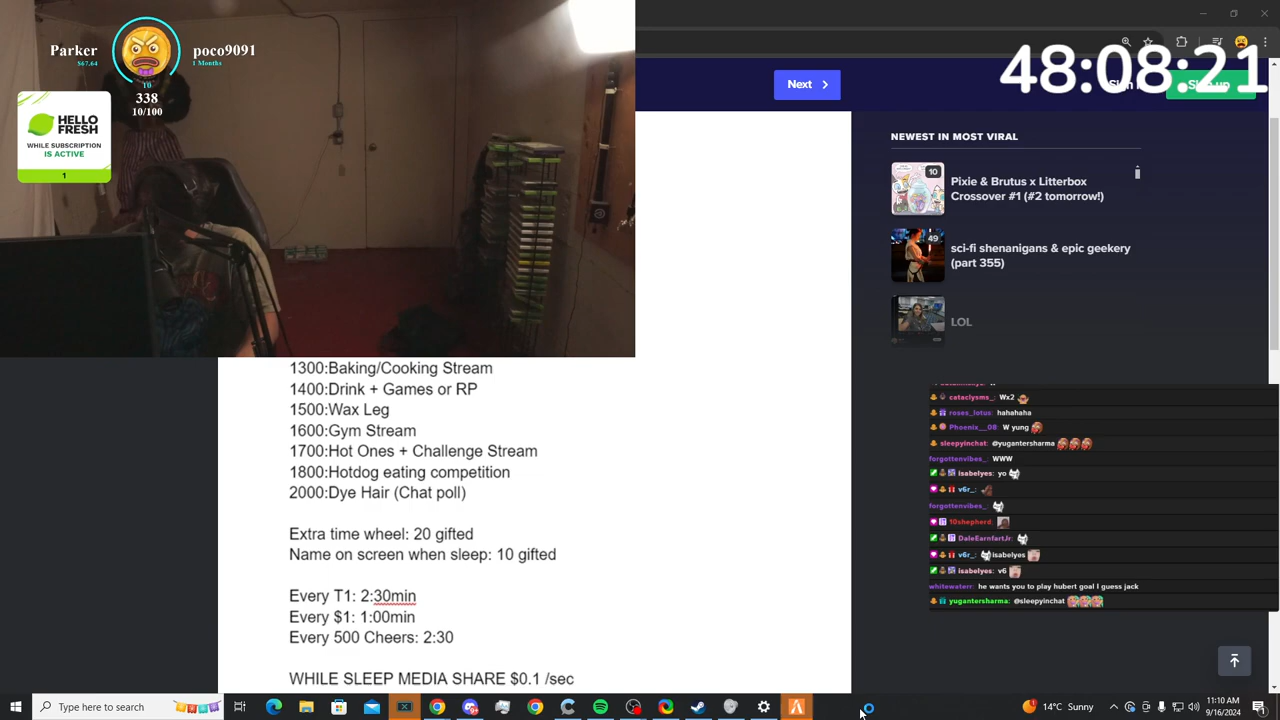 Parker
$67.64
poco9091
1 Months
10
338
10/100
HELLO
FRESH
WHILE SUBSCRIPTION
IS ACTIVE
1
Next
48:08:21
Sign up
NEWEST IN MOST VIRAL
10
Pixie & Brutus x Litterbox
Crossover #1 (#2 tomorrow!)
49
sci-fi shenanigans & epic geekery
(part 355)
LOL
1300:Baking/Cooking Stream
1400:Drink + Games or RP
1500:Wax Leg
1600:Gym Stream
1700:Hot Ones + Challenge Stream
1800:Hotdog eating competition
2000:Dye Hair (Chat poll)
Extra time wheel: 20 gifted
Name on screen when sleep: 10 gifted
Every T1: 2:30min
Every $1: 1:00min
Every 500 Cheers: 2:30
WHILE SLEEP MEDIA SHARE $0.1 /sec
cataclysms_: Wx2
roses_lotus: hahahaha
Phoenix__08: W yung
sleepyinchat: @yugantersharma
forgottenvibes_: WWW
isabelyes: yo
v6r_:
forgottenvibes_:
10shepherd:
DaleEarnfartJr:
v6r_: isabelyes
isabelyes: v6
whitewaterr: he wants you to play hubert goal I guess jack
yugantersharma: @sleepyinchat
Type here to search
14°C Sunny
11:10 AM
9/16/2024